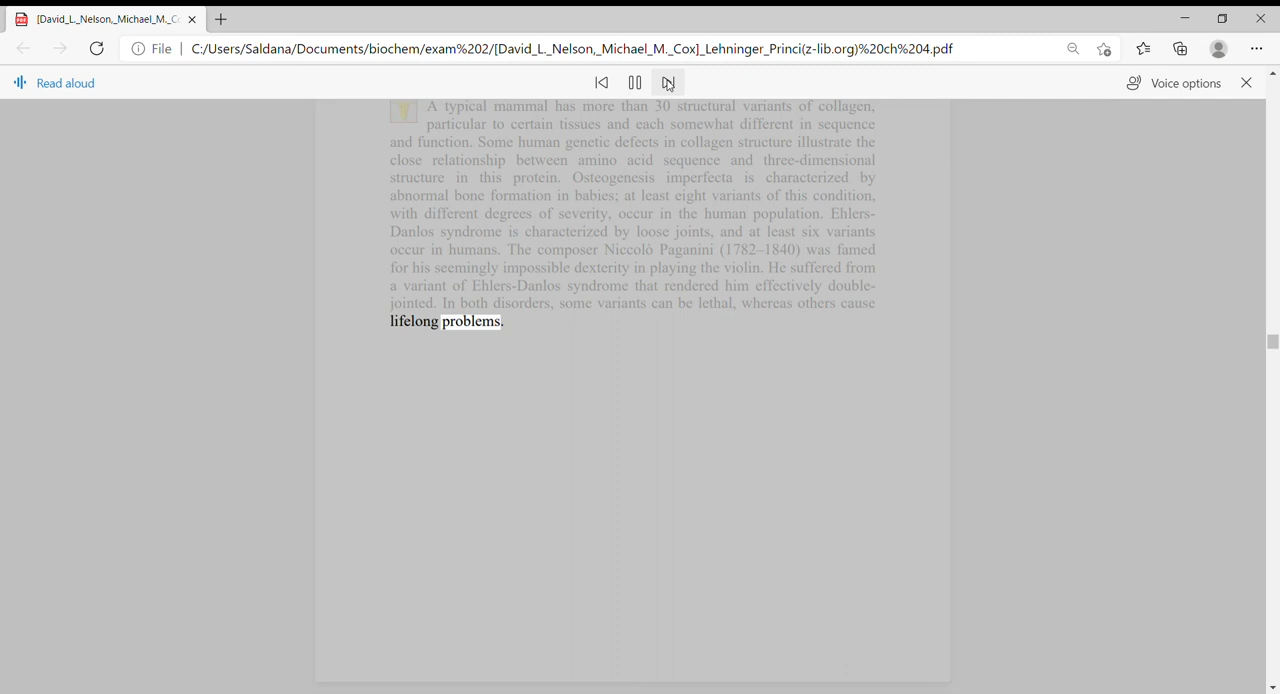 [David_L._Nelson,_Michael_M._Co
File | C:/Users/Saldana/Documents/biochem/exam%202/[David_L._Nelson,_Michael_M._Cox]_Lehninger_Princi(z-lib.org)%20ch%204.pdf
Read aloud
Voice options
A typical mammal has more than 30 structural variants of collagen,
particular to certain tissues and each somewhat different in sequence
and function. Some human genetic defects in collagen structure illustrate the
close relationship between amino acid sequence and three-dimensional
structure in this protein. Osteogenesis imperfecta is characterized by
abnormal bone formation in babies; at least eight variants of this condition,
with different degrees of severity, occur in the human population. Ehlers-
Danlos syndrome is characterized by loose joints, and at least six variants
occur in humans. The composer Niccolò Paganini (1782–1840) was famed
for his seemingly impossible dexterity in playing the violin. He suffered from
a variant of Ehlers-Danlos syndrome that rendered him effectively double-
jointed. In both disorders, some variants can be lethal, whereas others cause
lifelong problems.